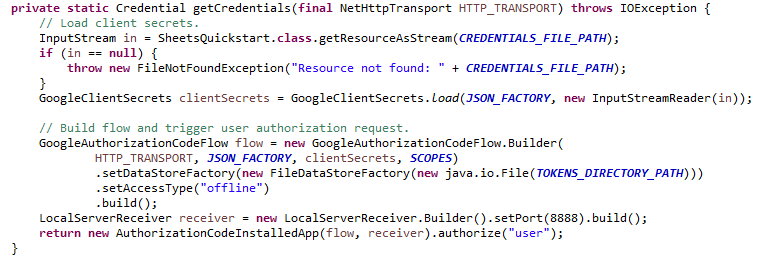 private static Credential getCredentials(final NetHttpTransport HTTP_TRANSPORT) throws IOException {
// Load client secrets.
InputStream in = SheetsQuickstart.class.getResourceAsStream(CREDENTIALS_FILE_PATH);
if (in == null) {
throw new FileNotFoundException("Resource not found: " + CREDENTIALS_FILE_PATH);
}
GoogleClientSecrets clientSecrets = GoogleClientSecrets.load(JSON_FACTORY, new InputStreamReader(in));
// Build flow and trigger user authorization request.
GoogleAuthorizationCodeFlow flow = new GoogleAuthorizationCodeFlow.Builder(
HTTP_TRANSPORT, JSON_FACTORY, clientSecrets, SCOPES)
.setDataStoreFactory(new FileDataStoreFactory(new java.io.File(TOKENS_DIRECTORY_PATH)))
.setAccessType("offline")
.build();
LocalServerReceiver receiver = new LocalServerReceiver.Builder().setPort(8888).build();
return new AuthorizationCodeInstalledApp(flow, receiver).authorize("user");
}